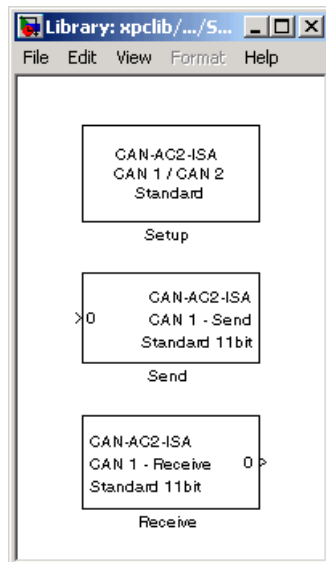 Library: xpclib/.../S...
File Edit View Format Help
CAN-AC2-ISA
CAN 1 / CAN 2
Standard
Setup
CAN-AC2-ISA
>0 CAN 1 - Send
Standard 11bit
Send
CAN-AC2-ISA
CAN 1 - Receive 0 >
Standard 11bit
Receive